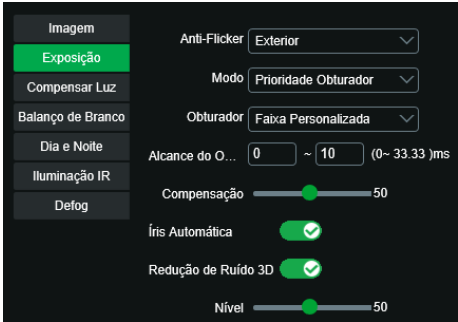 Imagem
Exposição
Compensar Luz
Balanço de Branco
Dia e Noite
Iluminação IR
Defog
Anti-Flicker Exterior
Modo Prioridade Obturador
Obturador Faixa Personalizada
Alcance do O... 0 ~ 10 (0~ 33.33 )ms
Compensação 50
Íris Automática
Redução de Ruído 3D
Nível 50